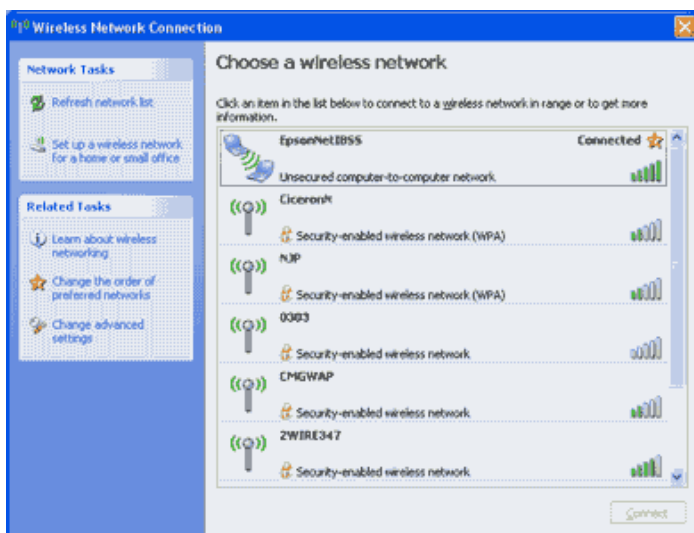 Wireless Network Connection
Network Tasks
Refresh network list
Set up a wireless network
for a home or small office
Related Tasks
Learn about wireless
networking
Change the order of
preferred networks
Change advanced
settings
Choose a wireless network
Click an item in the list below to connect to a wireless network in range or to get more
information.
EpsonNetIBSS Connected
Unsecured computer-to-computer network
Security-enabled wireless network (WPA)
NJP
Security-enabled wireless network (WPA)
0303
Security-enabled wireless network
CMGWAP
Security-enabled wireless network
2WIRE347
Security-enabled wireless network
Connect